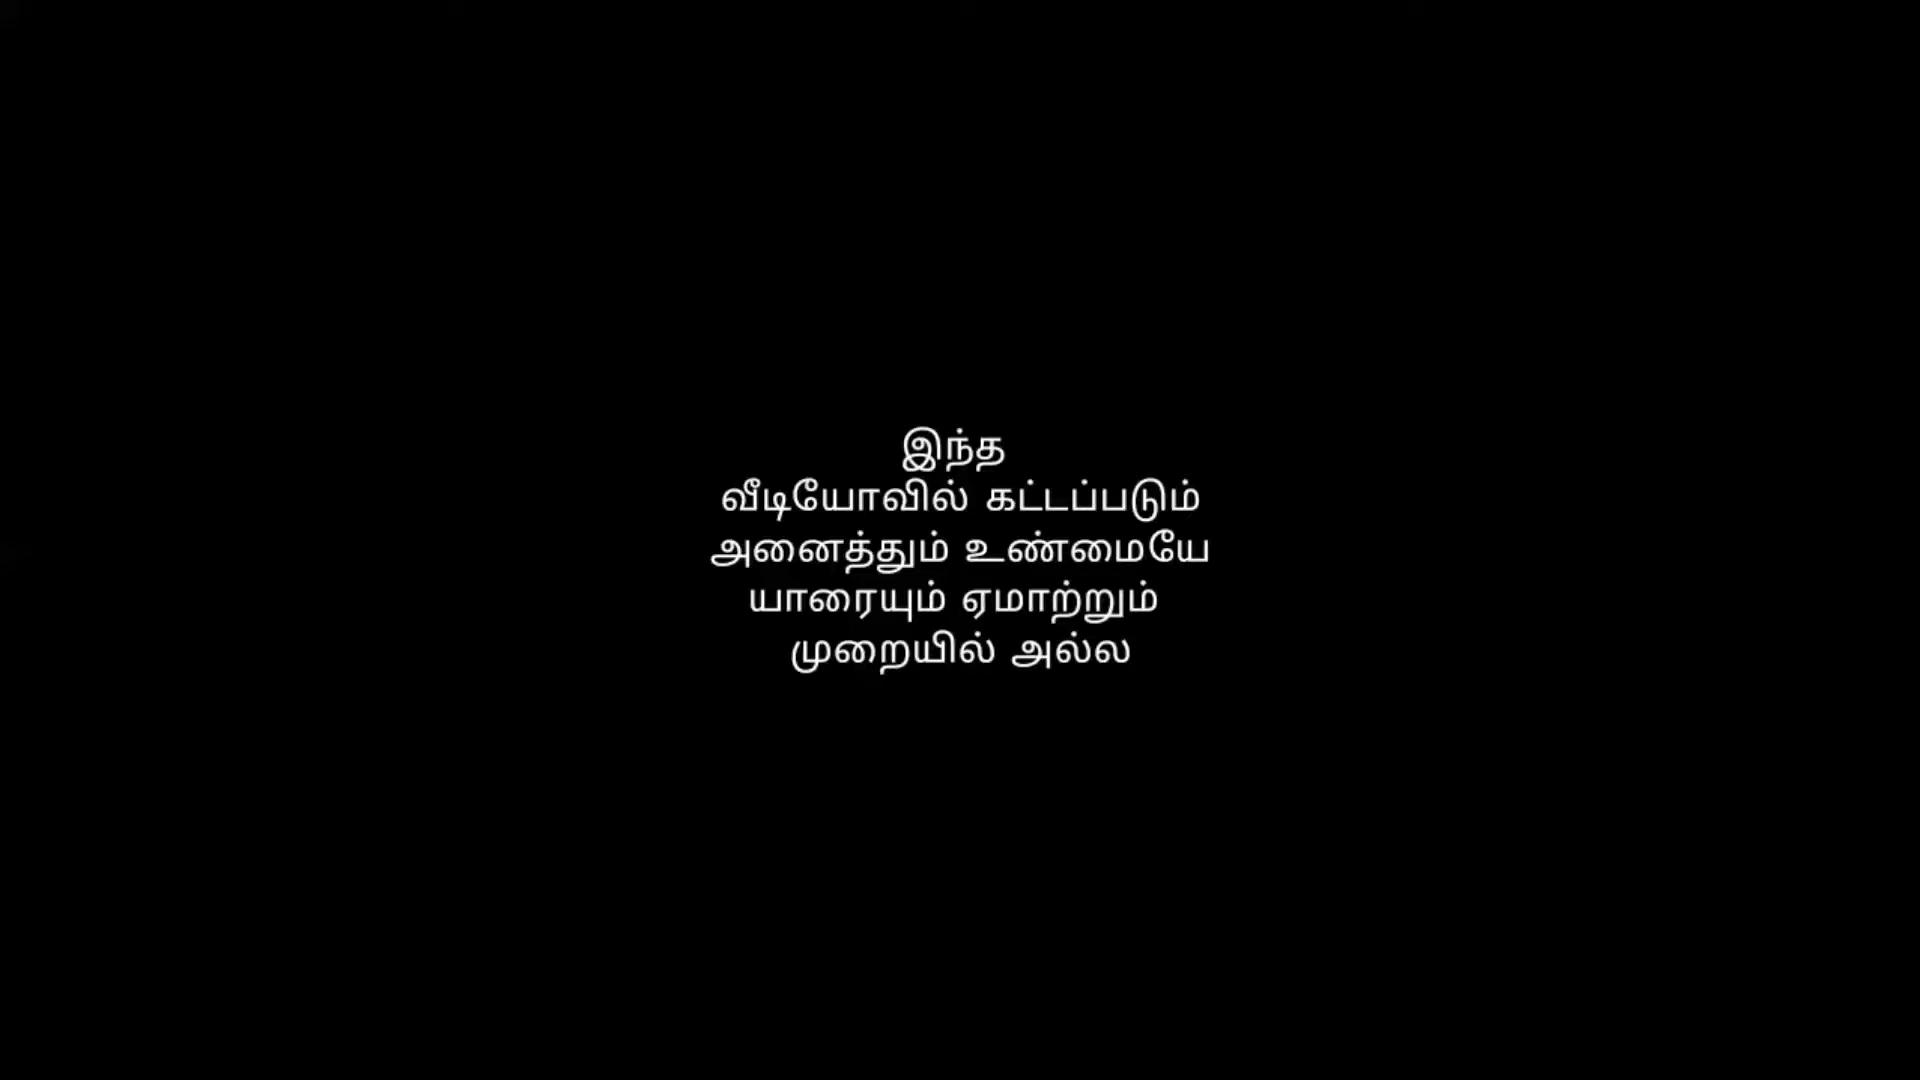 இந்த
வீடியோவில் கட்டப்படும்
அனைத்தும் உண்மையே
யாரையும் ஏமாற்றும்
முறையில் அல்ல